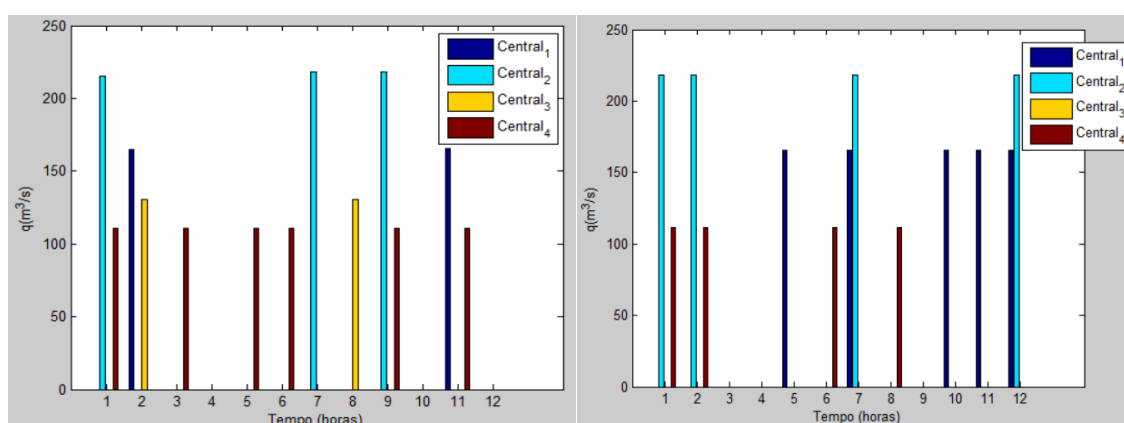 250
200
150
100
50
0
q(m³/s)
1 2 3 4 5 6 7 8 9 10 11 12
Tempo (horas)
Central₁
Central₂
Central₃
Central₄
250
200
150
100
50
0
q(m³/s)
1 2 3 4 5 6 7 8 9 10 11 12
Tempo (horas)
Central₁
Central₂
Central₃
Central₄